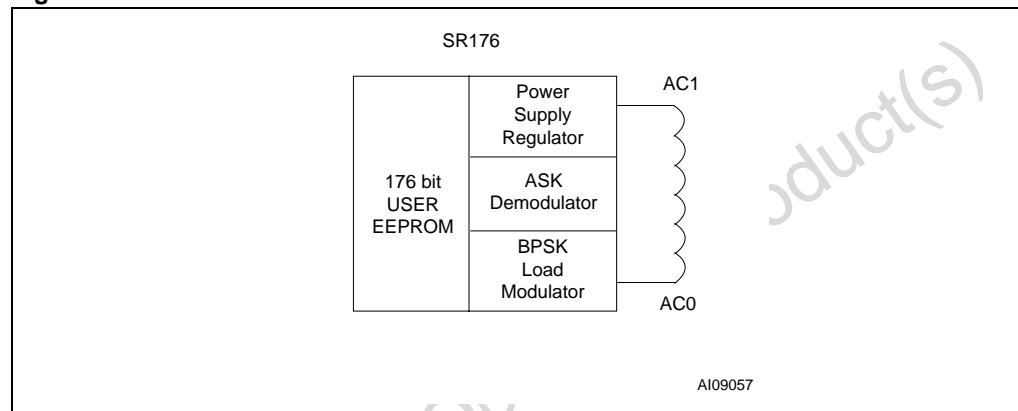 SR176
Power
Supply
Regulator
AC1
176 bit
USER
EEPROM
ASK
Demodulator
BPSK
Load
Modulator
AC0
AI09057